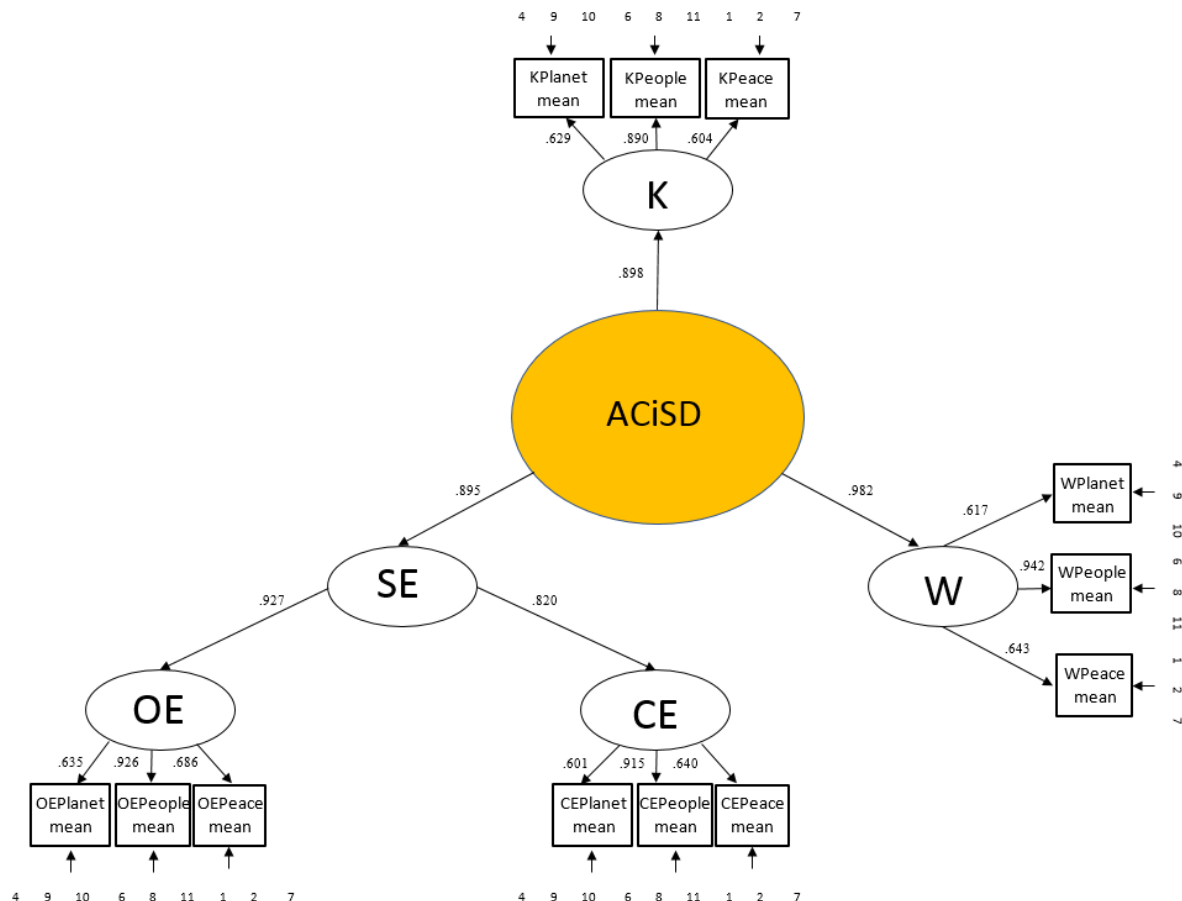 4 9 10 6 8 11 1 2 7
KPlanet
mean
KPeople
mean
KPeace
mean
.629
.890
.604
K
.898
ACiSD
.895
.982
4
9
10
6
8
11
1
2
7
WPlanet
mean
WPeople
mean
WPeace
mean
.617
.942
.643
W
SE
.927
.820
OE
CE
.635
.926
.686
.601
.915
.640
OEPlanet
mean
OEPeople
mean
OEPeace
mean
CEPlanet
mean
CEPeople
mean
CEPeace
mean
4 9 10 6 8 11 1 2 7
4 9 10 6 8 11 1 2 7